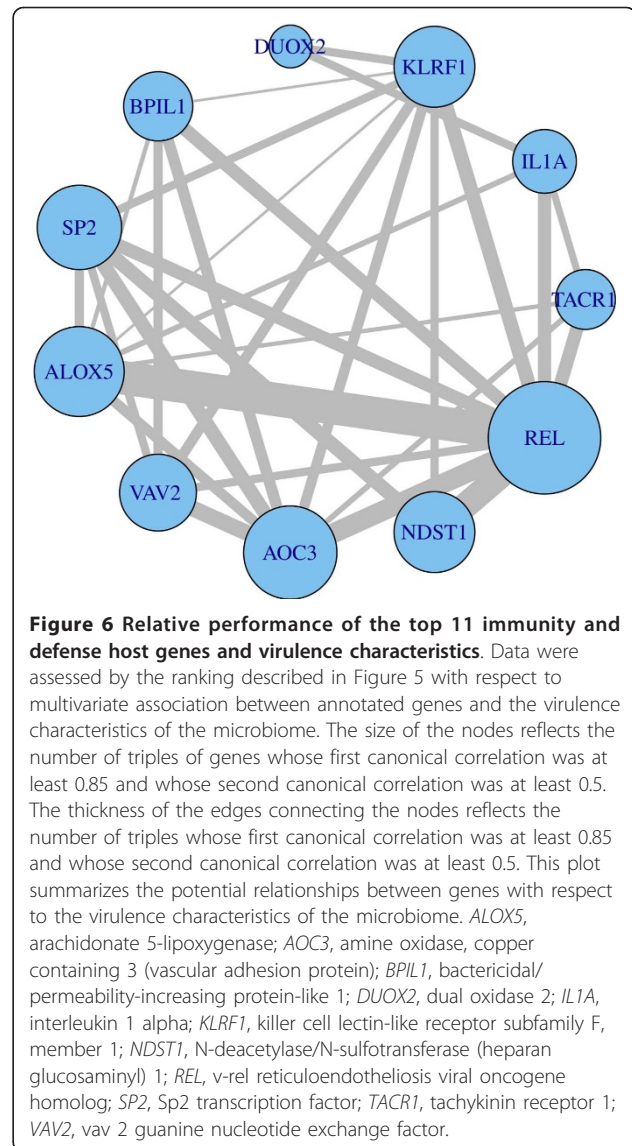 DUOX2
KLRF1
BPIL1
IL1A
SP2
TACR1
ALOX5
REL
VAV2
NDST1
AOC3
Figure 6 Relative performance of the top 11 immunity and
defense host genes and virulence characteristics. Data were
assessed by the ranking described in Figure 5 with respect to
multivariate association between annotated genes and the virulence
characteristics of the microbiome. The size of the nodes reflects the
number of triples of genes whose first canonical correlation was at
least 0.85 and whose second canonical correlation was at least 0.5.
The thickness of the edges connecting the nodes reflects the
number of triples whose first canonical correlation was at least 0.85
and whose second canonical correlation was at least 0.5. This plot
summarizes the potential relationships between genes with respect
to the virulence characteristics of the microbiome. ALOX5,
arachidonate 5-lipoxygenase; AOC3, amine oxidase, copper
containing 3 (vascular adhesion protein); BPIL1, bactericidal/
permeability-increasing protein-like 1; DUOX2, dual oxidase 2; IL1A,
interleukin 1 alpha; KLRF1, killer cell lectin-like receptor subfamily F,
member 1; NDST1, N-deacetylase/N-sulfotransferase (heparan
glucosaminyl) 1; REL, v-rel reticuloendotheliosis viral oncogene
homolog; SP2, Sp2 transcription factor; TACR1, tachykinin receptor 1;
VAV2, vav 2 guanine nucleotide exchange factor.